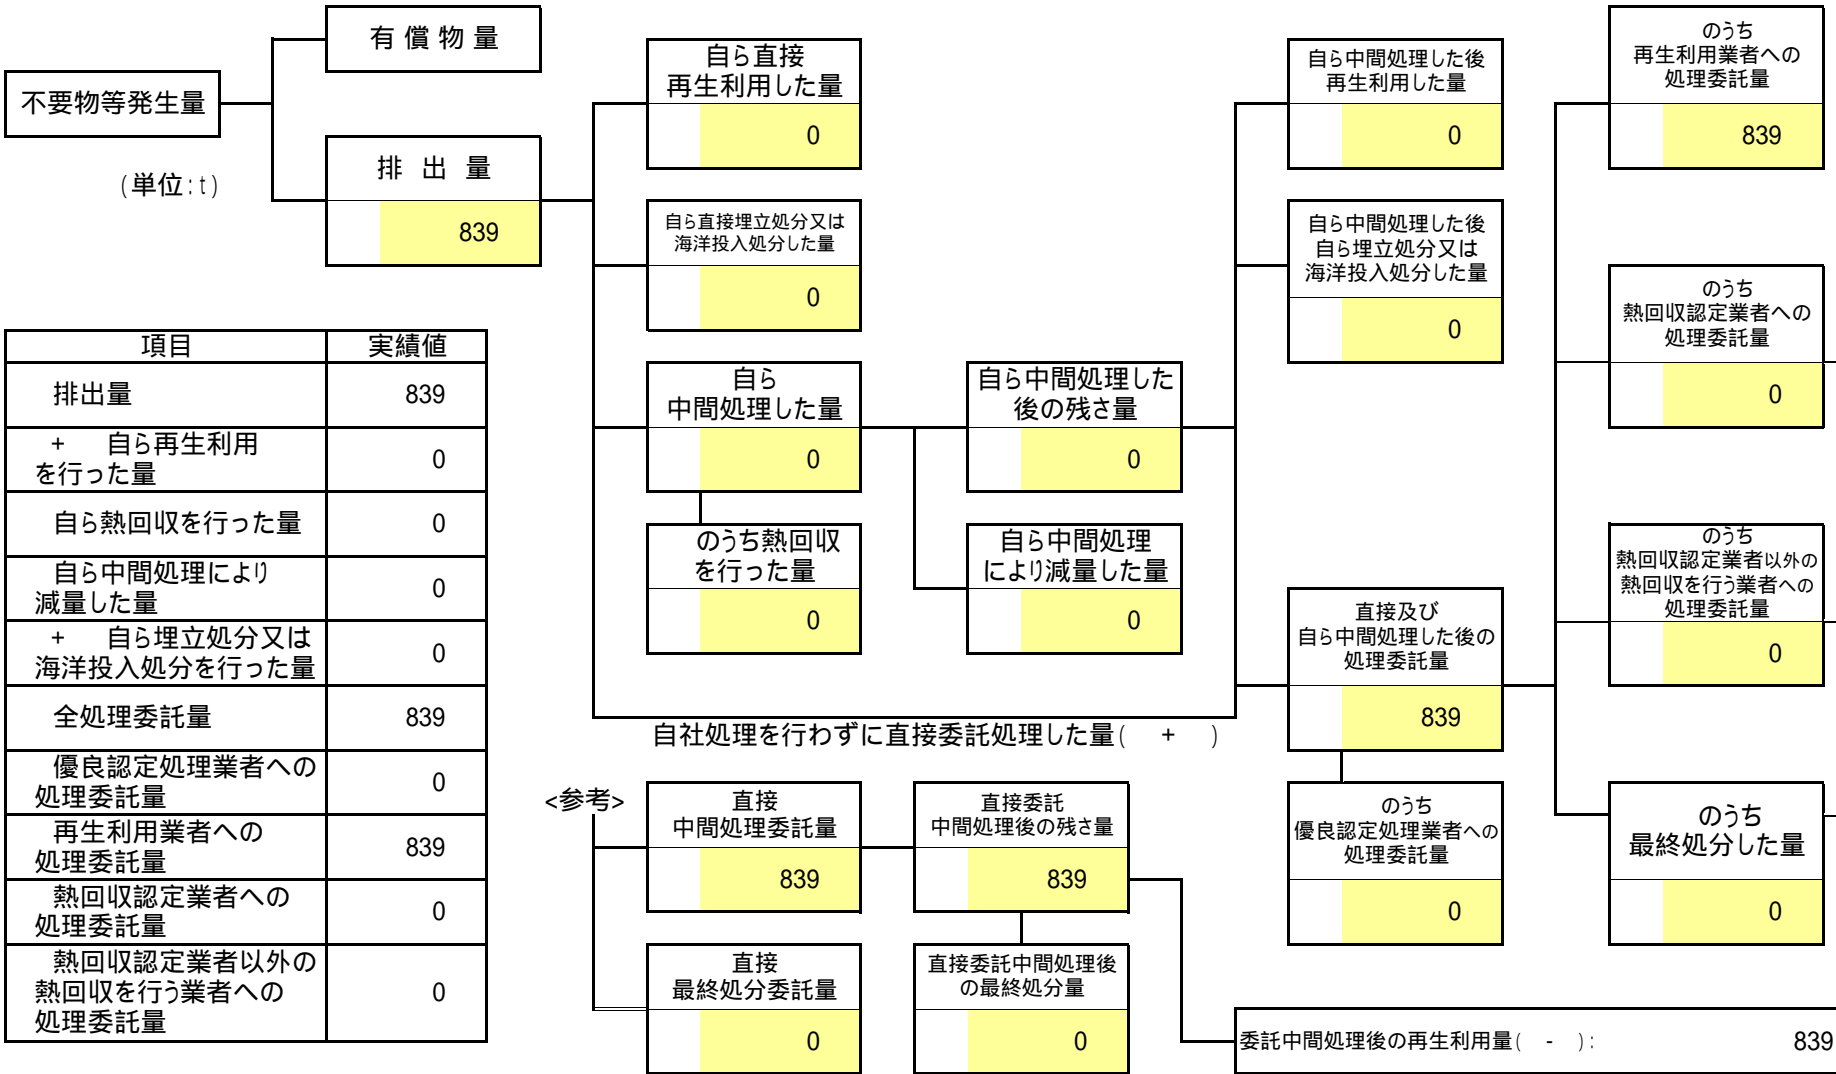 有償物量
不要物等発生量
(単位:t)
排出量
839
自ら直接
再生利用した量
0
自ら直接埋立処分又は
海洋投入処分した量
0
自ら
中間処理した量
0
のうち熱回収
を行った量
0
自ら中間処理した
後の残さ量
0
自ら中間処理
により減量した量
0
自ら中間処理した後
再生利用した量
0
自ら中間処理した後
自ら埋立処分又は
海洋投入処分した量
0
直接及び
自ら中間処理した後の
処理委託量
839
のうち
優良認定処理業者への
処理委託量
0
のうち
再生利用業者への
処理委託量
839
のうち
熱回収認定業者への
処理委託量
0
のうち
熱回収認定業者以外の
熱回収を行う業者への
処理委託量
0
のうち
最終処分した量
0
自社処理を行わずに直接委託処理した量( + )
<参考>
直接
中間処理委託量
839
直接委託
中間処理後の残さ量
839
直接
最終処分委託量
0
直接委託中間処理後
の最終処分量
0
委託中間処理後の再生利用量( - ): 839
項目 実績値
排出量 839
+ 自ら再生利用
を行った量 0
自ら熱回収を行った量 0
自ら中間処理により
減量した量 0
+ 自ら埋立処分又は
海洋投入処分を行った量 0
全処理委託量 839
優良認定処理業者への
処理委託量 0
再生利用業者への
処理委託量 839
熱回収認定業者への
処理委託量 0
熱回収認定業者以外の
熱回収を行う業者への
処理委託量 0